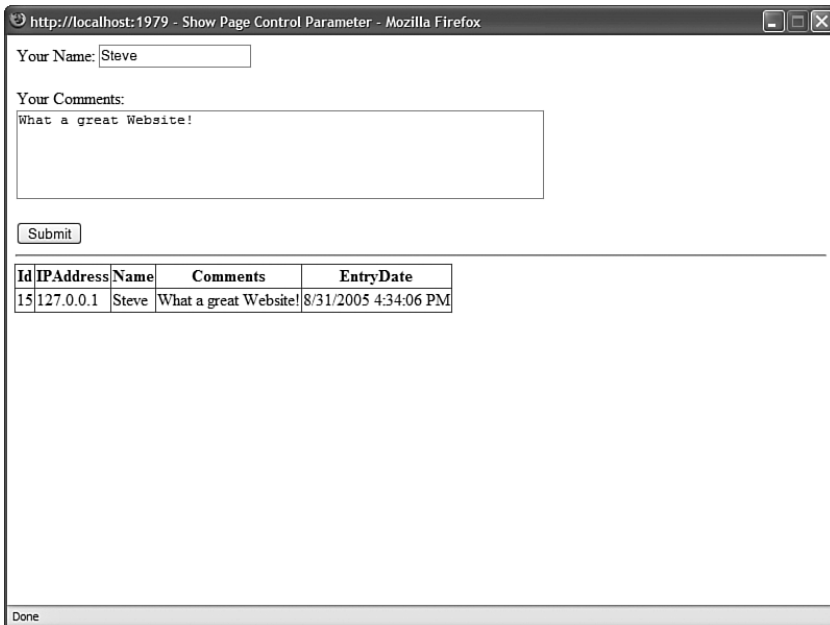 http://localhost:1979 - Show Page Control Parameter - Mozilla Firefox
Your Name: Steve
Your Comments:
What a great Website!
Submit
Id IPAddress Name Comments EntryDate
15 127.0.0.1 Steve What a great Website! 8/31/2005 4:34:06 PM
Done